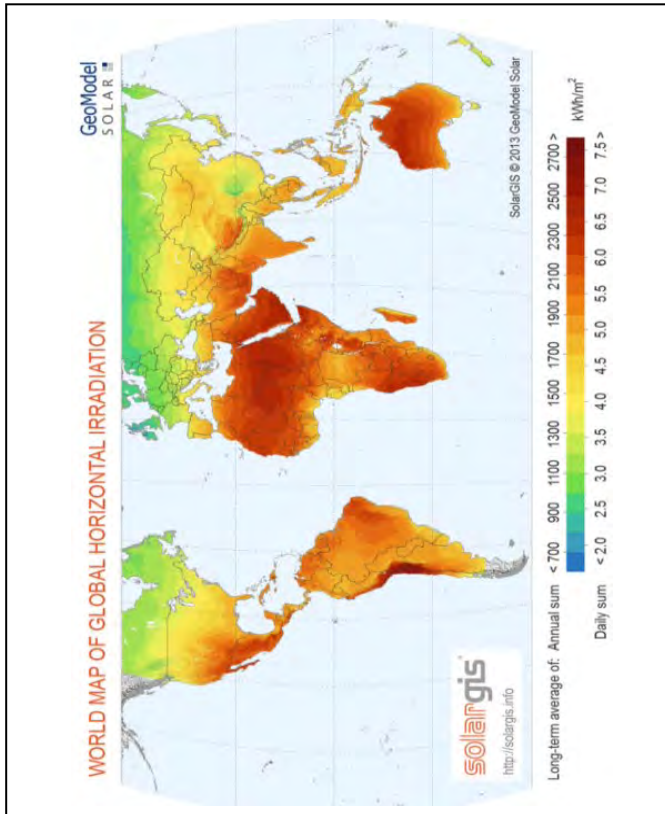 WORLD MAP OF GLOBAL HORIZONTAL IRRADIATION
GeoModel
SOLAR
solargis
http://solargis.info
SolarGIS © 2013 GeoModel Solar
Long-term average of: Annual sum < 700 900 1100 1300 1500 1700 1900 2100 2300 2500 2700 >
Daily sum < 2.0 2.5 3.0 3.5 4.0 4.5 5.0 5.5 6.0 6.5 7.0 7.5 >
kWh/m²